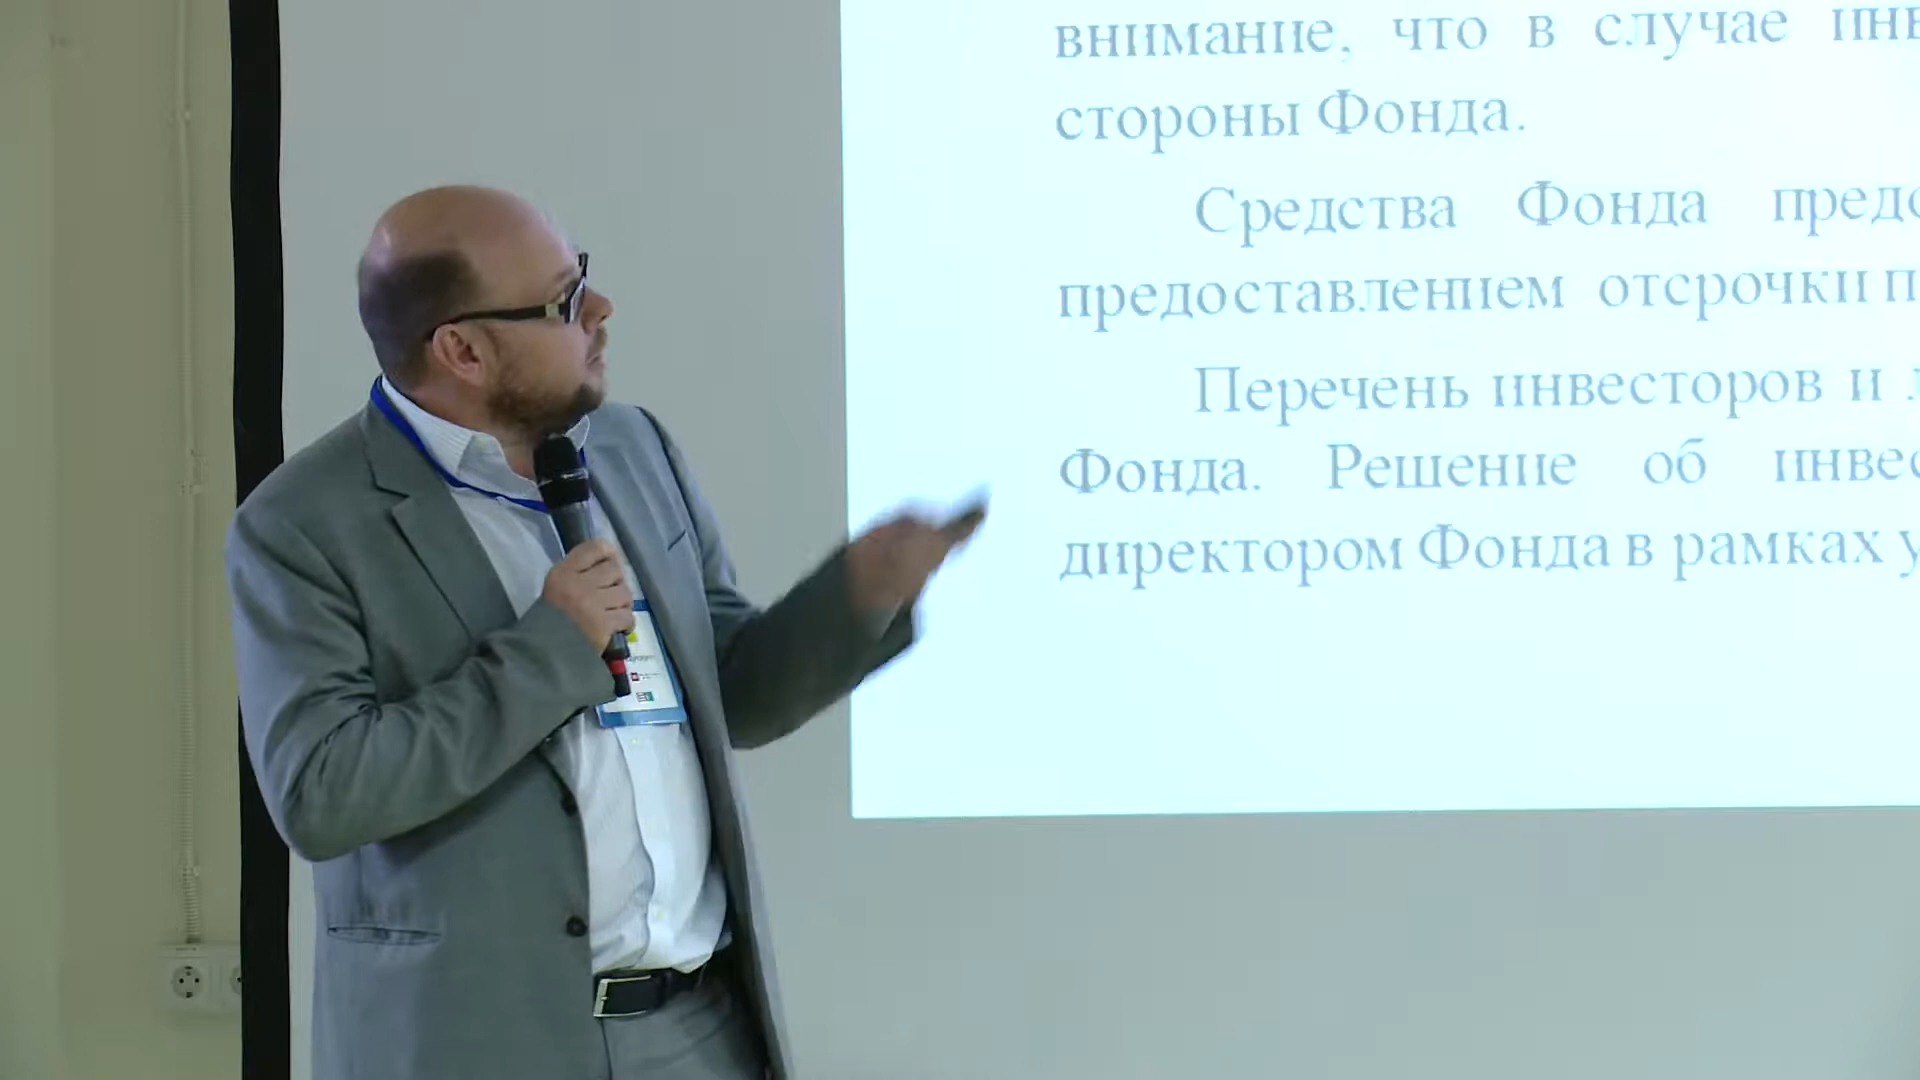 внимание, что в случае
стороны Фонда.
Средства Фонда
предоставлением отсрочки
Перечень инвесторов и
Фонда. Решение об
директором Фонда в рамках